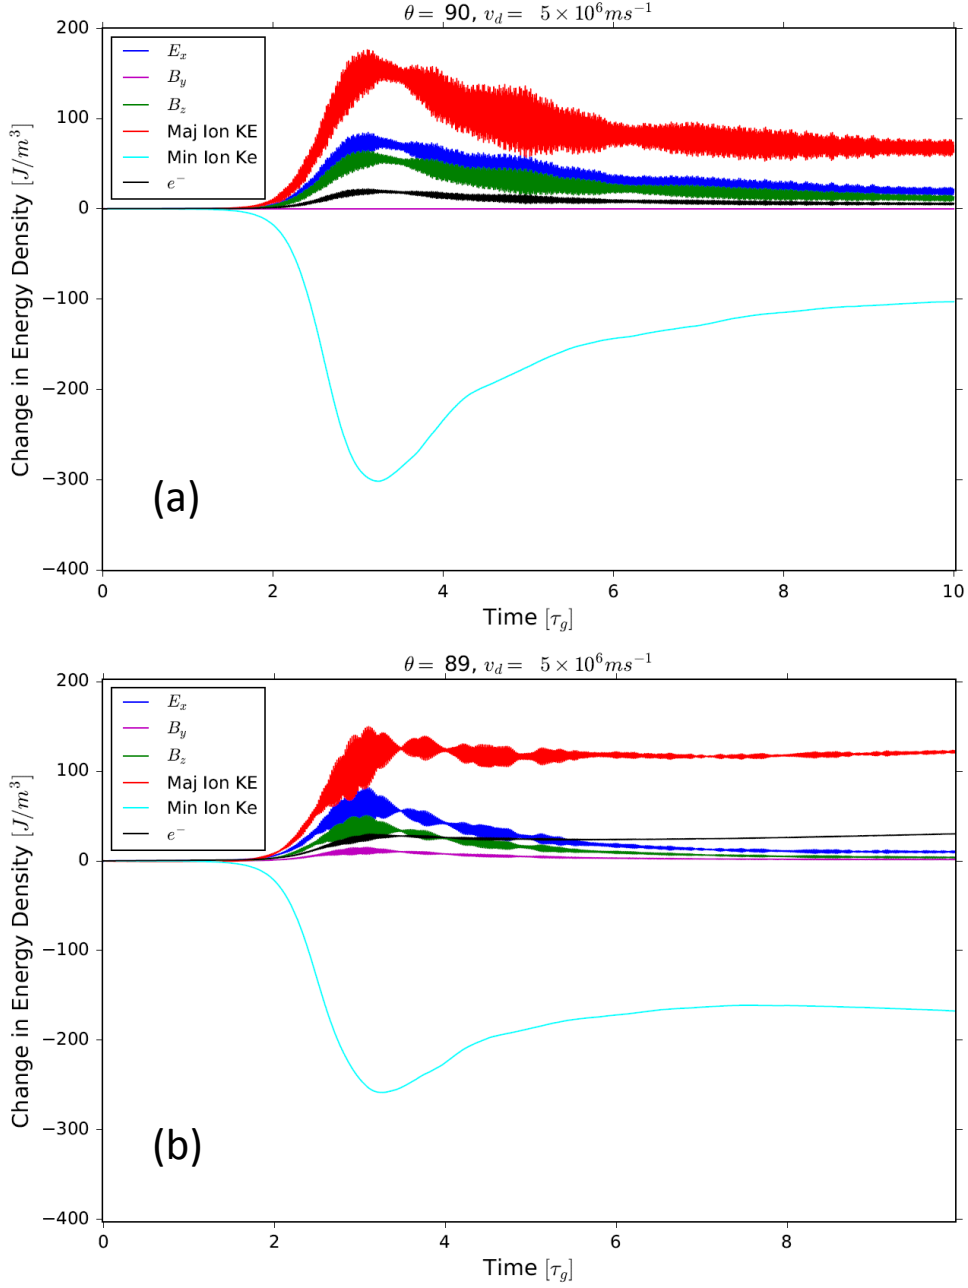 θ = 90, v_d = 5 × 10^6 ms^−1
200
100
0
−100
−200
−300
−400
Change in Energy Density [J/m^3]
E_x
B_y
B_z
Maj Ion KE
Min Ion Ke
e^−
(a)
0 2 4 6 8 10
Time [τ_g]
θ = 89, v_d = 5 × 10^6 ms^−1
200
100
0
−100
−200
−300
−400
Change in Energy Density [J/m^3]
E_x
B_y
B_z
Maj Ion KE
Min Ion Ke
e^−
(b)
0 2 4 6 8
Time [τ_g]